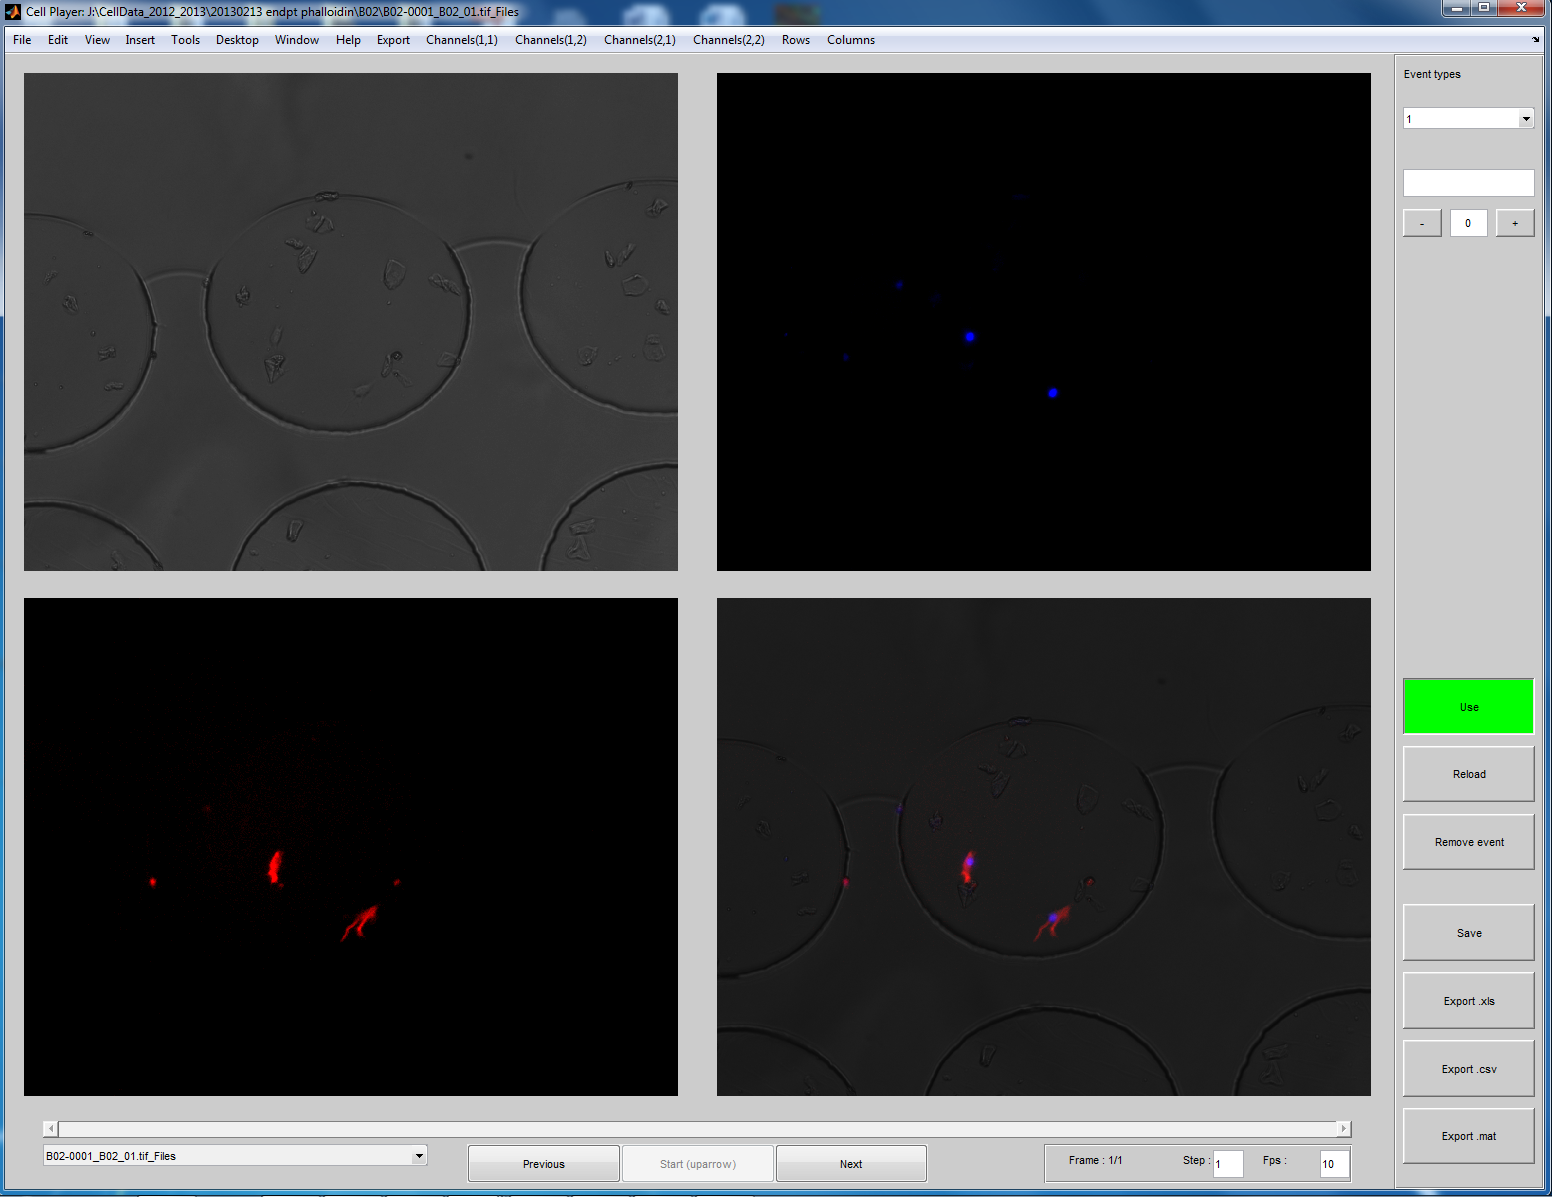 Cell Player: J:\CellData_2012_2013\20130213 endpt phalloidin\B02\B02-0001_B02_01.tif_Files
File Edit View Insert Tools Desktop Window Help Export Channels(1,1) Channels(1,2) Channels(2,1) Channels(2,2) Rows Columns
Event types
1
- 0 +
Use
Reload
Remove event
Save
Export .xls
Export .csv
Export .mat
B02-0001_B02_01.tif_Files
Previous Start (uparrow) Next
Frame : 1/1 Step : 1 Fps : 10